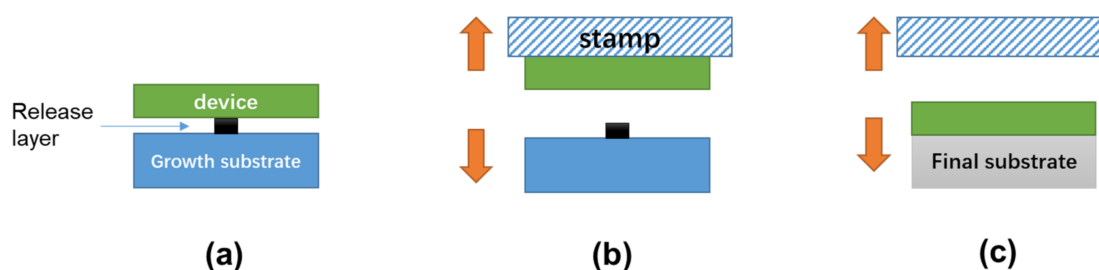 stamp
device
Release
layer
Growth substrate
Final substrate
(a)
(b)
(c)